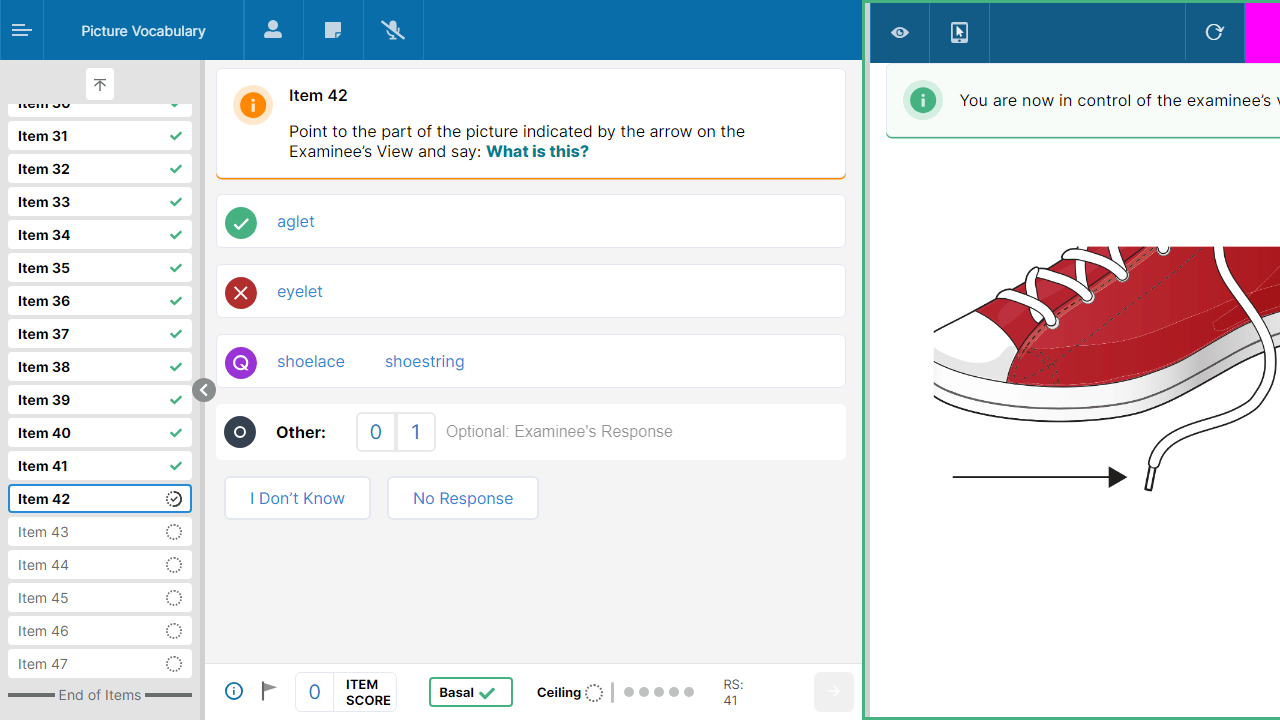 Picture Vocabulary
Item 30
Item 31
Item 32
Item 33
Item 34
Item 35
Item 36
Item 37
Item 38
Item 39
Item 40
Item 41
Item 42
Item 43
Item 44
Item 45
Item 46
Item 47
End of Items
Item 42
Point to the part of the picture indicated by the arrow on the
Examinee’s View and say: What is this?
aglet
eyelet
Q shoelace shoestring
Other: 0 1 Optional: Examinee's Response
I Don’t Know No Response
0 ITEM
SCORE
Basal
Ceiling
RS:
41
You are now in control of the examinee’s